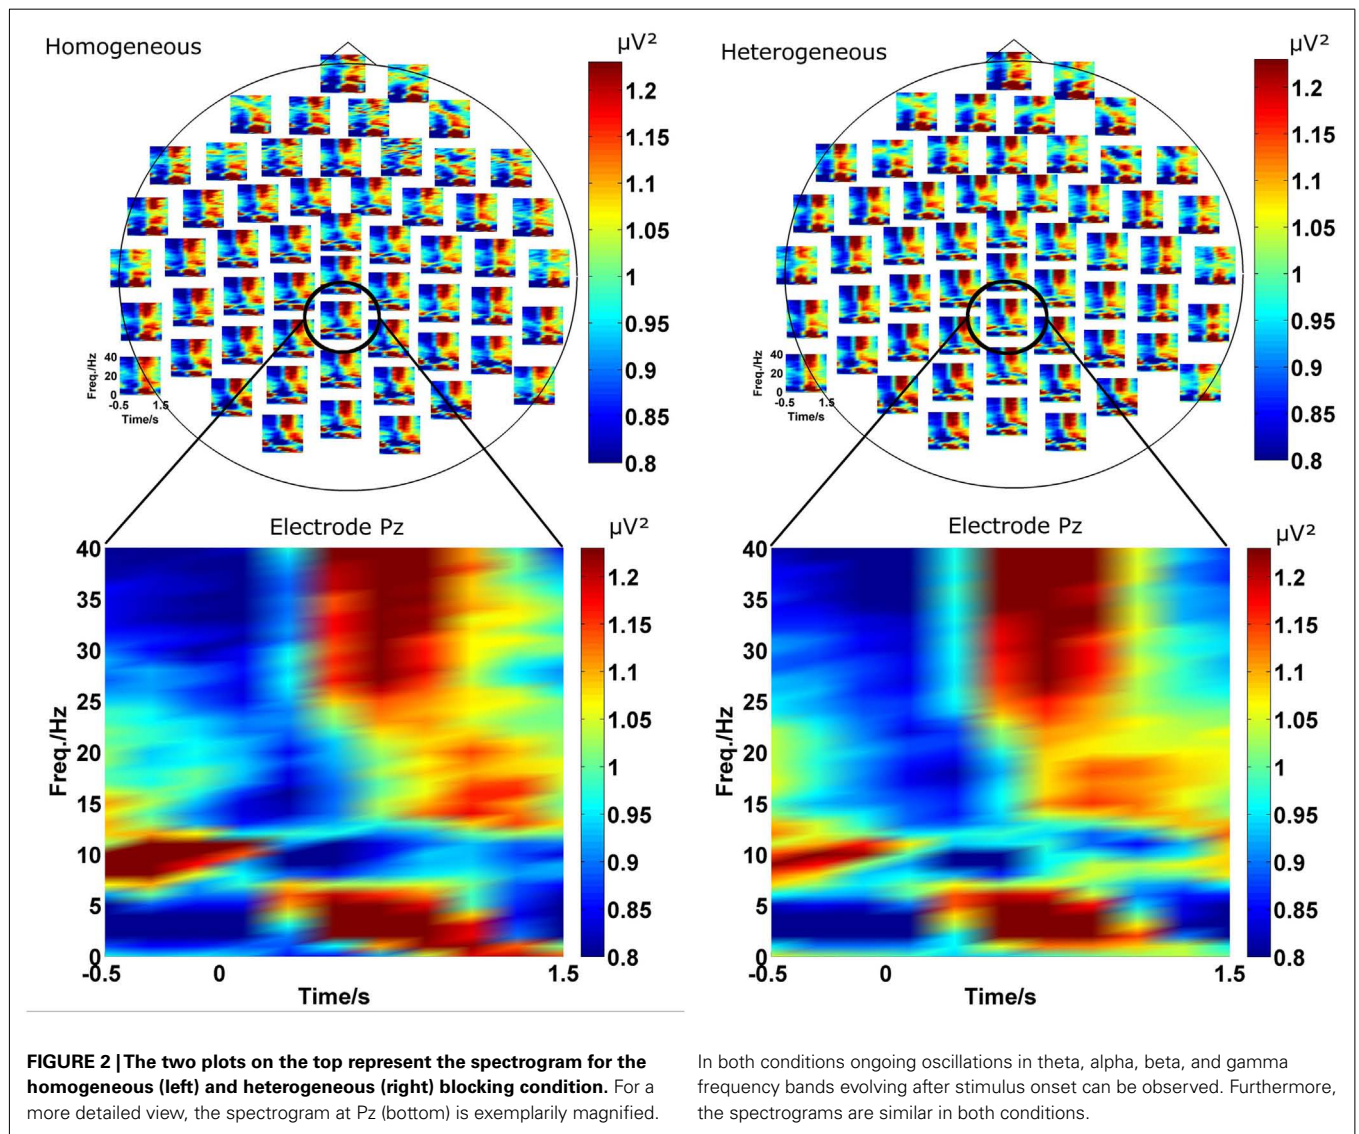 Homogeneous
µV²
1.2
1.15
1.1
1.05
1
0.95
0.9
0.85
0.8
Freq./Hz
40
20
0
-0.5 1.5
Time/s
Heterogeneous
µV²
1.2
1.15
1.1
1.05
1
0.95
0.9
0.85
0.8
Freq./Hz
40
20
0
-0.5 1.5
Time/s
Electrode Pz
µV²
Freq./Hz
40
35
30
25
20
15
10
5
0
-0.5 0 1.5
Time/s
1.2
1.15
1.1
1.05
1
0.95
0.9
0.85
0.8
Electrode Pz
µV²
Freq./Hz
40
35
30
25
20
15
10
5
0
-0.5 0 1.5
Time/s
1.2
1.15
1.1
1.05
1
0.95
0.9
0.85
0.8
FIGURE 2 | The two plots on the top represent the spectrogram for the
homogeneous (left) and heterogeneous (right) blocking condition. For a
more detailed view, the spectrogram at Pz (bottom) is exemplarily magnified.
In both conditions ongoing oscillations in theta, alpha, beta, and gamma
frequency bands evolving after stimulus onset can be observed. Furthermore,
the spectrograms are similar in both conditions.